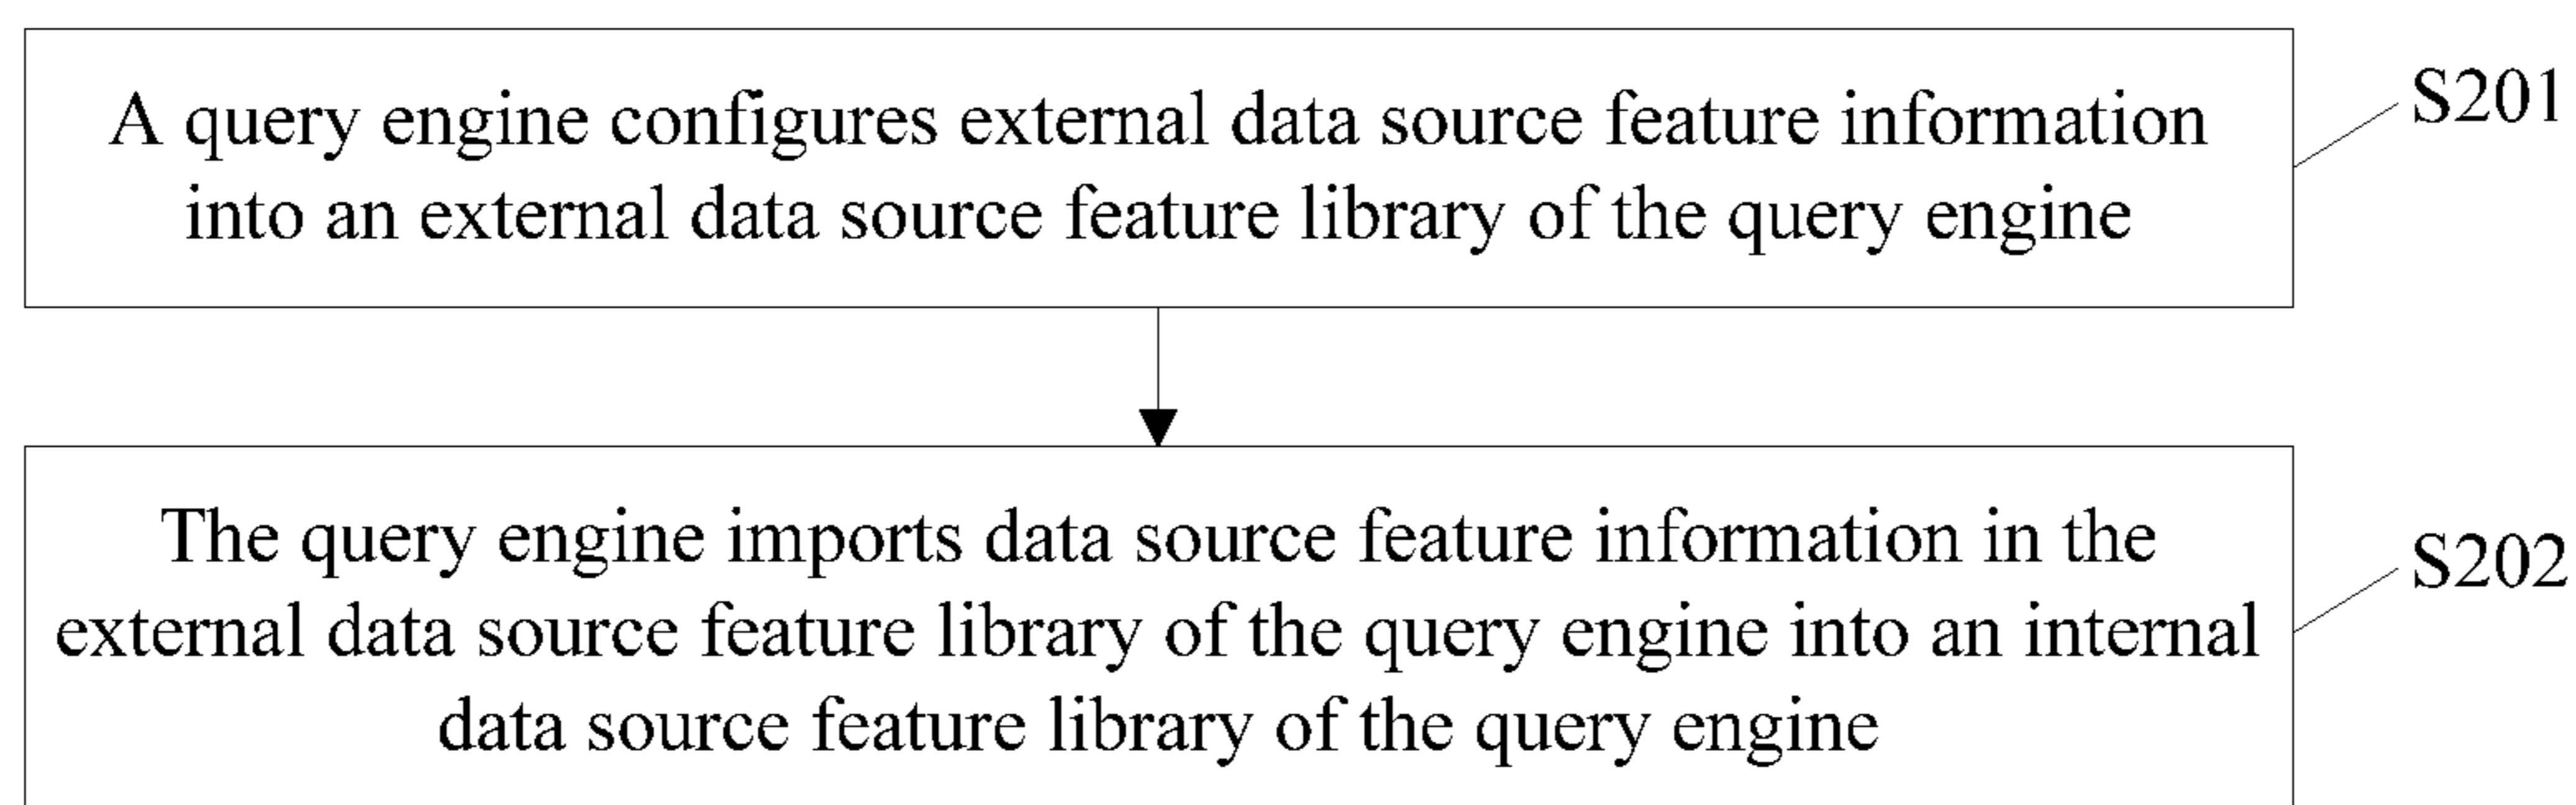 A query engine configures external data source feature information
into an external data source feature library of the query engine
S201
The query engine imports data source feature information in the
external data source feature library of the query engine into an internal
data source feature library of the query engine
S202